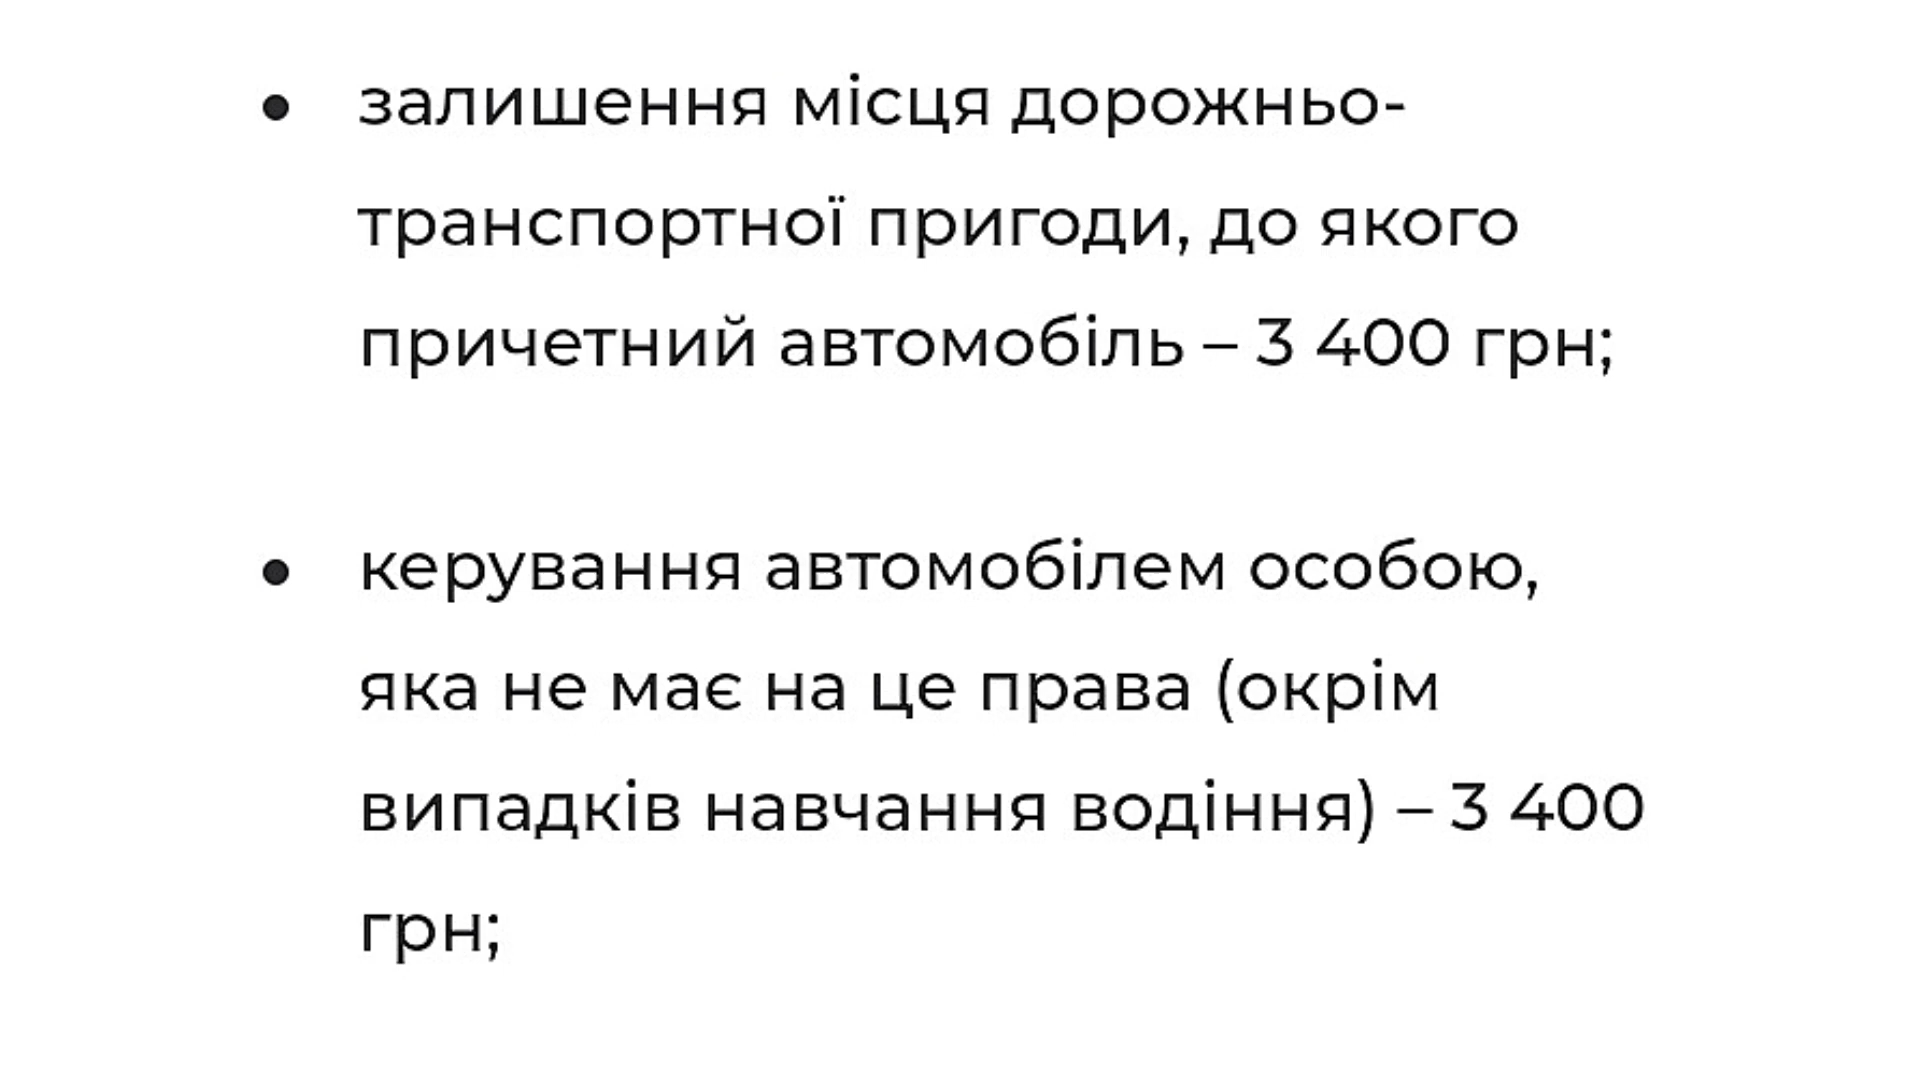 • залишення місця дорожньо-
транспортної пригоди, до якого
причетний автомобіль – 3 400 грн;
• керування автомобілем особою,
яка не має на це права (окрім
випадків навчання водіння) – 3 400
грн;